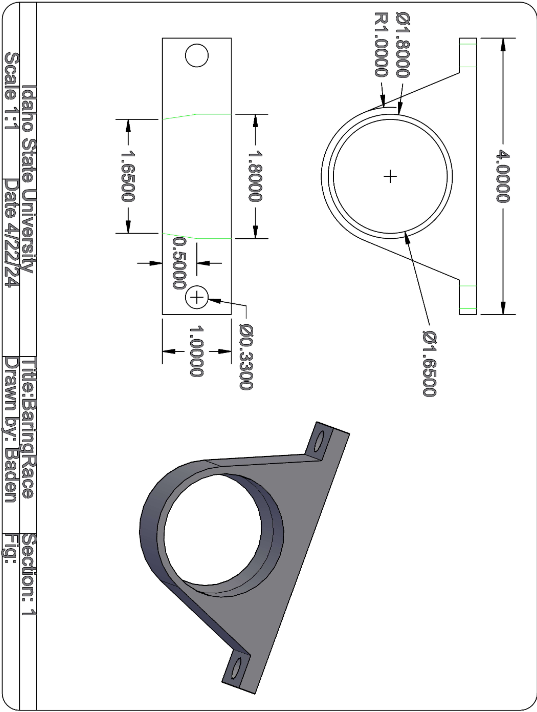 4.0000
Ø1.8000
R1.0000
Ø1.6500
1.8000
1.6500
0.5000
Ø0.3300
1.0000
Idaho State University Title:BaringRace Section: 1
Scale 1:1 Date 4/22/24 Drawn by: Baden Fig: